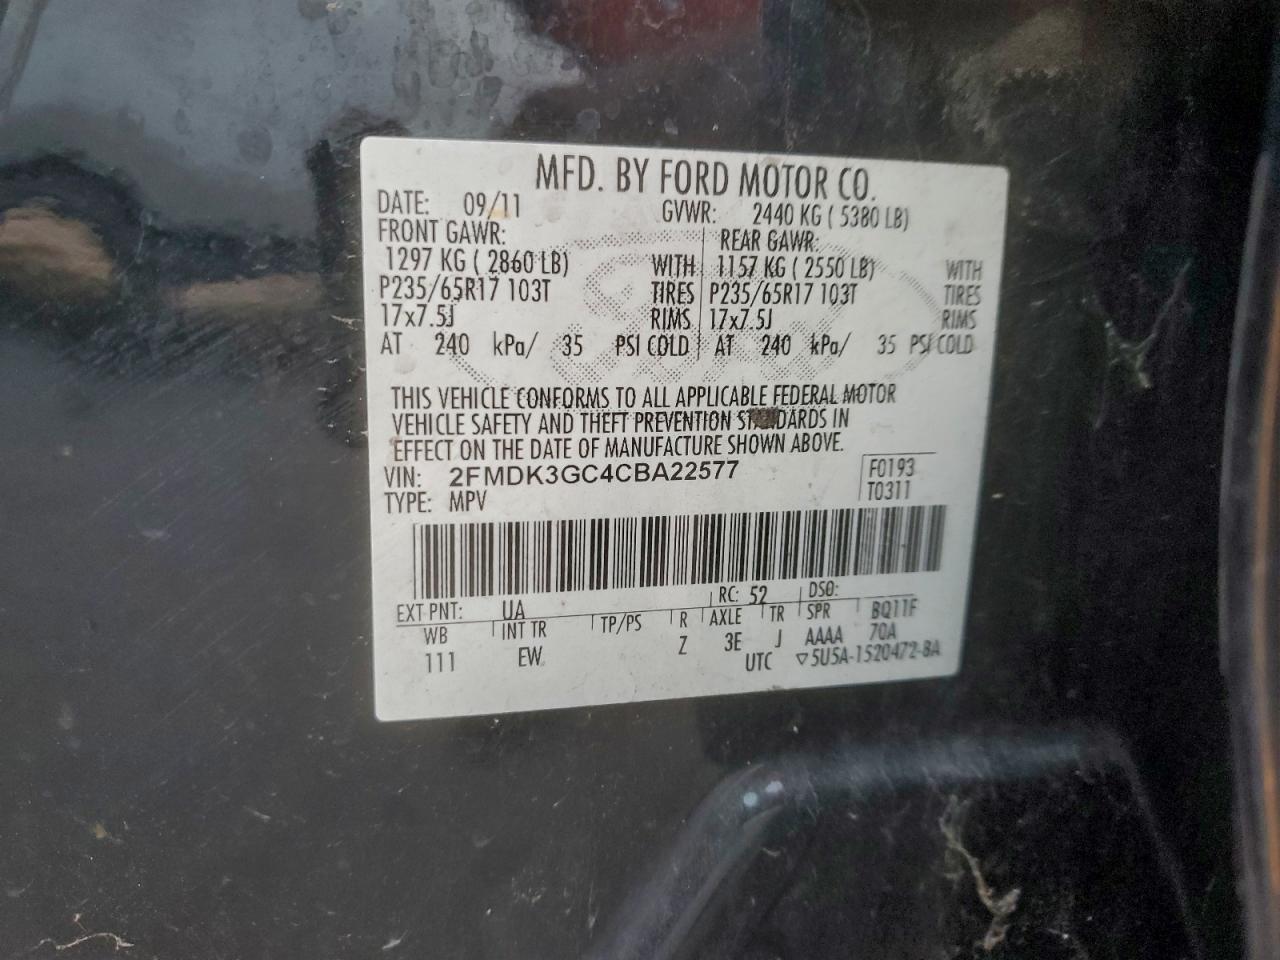 MFD. BY FORD MOTOR CO.
DATE: 09/11 GVWR: 2440 KG ( 5380 LB)
FRONT GAWR: REAR GAWR:
1297 KG ( 2860 LB) WITH 1157 KG ( 2550 LB) WITH
P235/65R17 103T TIRES P235/65R17 103T TIRES
17x7.5J RIMS 17x7.5J RIMS
AT 240 kPa/ 35 PSI COLD AT 240 kPa/ 35 PSI COLD
THIS VEHICLE CONFORMS TO ALL APPLICABLE FEDERAL MOTOR
VEHICLE SAFETY AND THEFT PREVENTION STANDARDS IN
EFFECT ON THE DATE OF MANUFACTURE SHOWN ABOVE.
VIN: 2FMDK3GC4CBA22577 F0193
TYPE: MPV T0311
EXT PNT: UA RC: 52 DSO:
WB INT TR TP/PS R AXLE TR SPR BQ11F
111 EW Z 3E J AAAA 70A
UTC ▽5U5A-1520472-BA